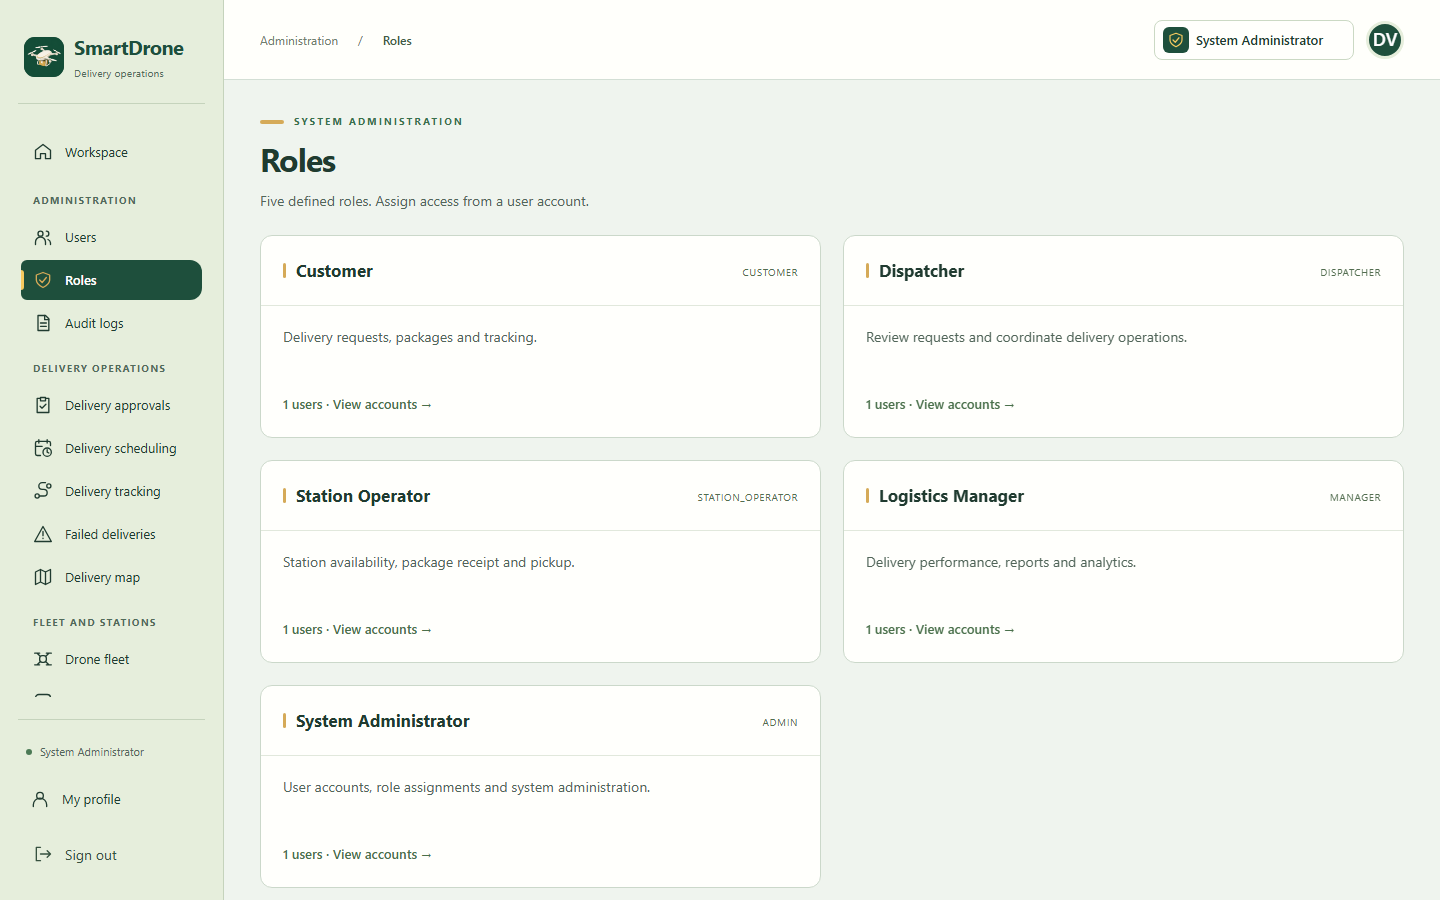 SmartDrone
Delivery operations
Workspace
ADMINISTRATION
Users
Roles
Audit logs
DELIVERY OPERATIONS
Delivery approvals
Delivery scheduling
Delivery tracking
Failed deliveries
Delivery map
FLEET AND STATIONS
Drone fleet
System Administrator
My profile
Sign out
Administration / Roles
System Administrator
DV
SYSTEM ADMINISTRATION
Roles
Five defined roles. Assign access from a user account.
Customer
CUSTOMER
Delivery requests, packages and tracking.
1 users · View accounts →
Dispatcher
DISPATCHER
Review requests and coordinate delivery operations.
1 users · View accounts →
Station Operator
STATION_OPERATOR
Station availability, package receipt and pickup.
1 users · View accounts →
Logistics Manager
MANAGER
Delivery performance, reports and analytics.
1 users · View accounts →
System Administrator
ADMIN
User accounts, role assignments and system administration.
1 users · View accounts →